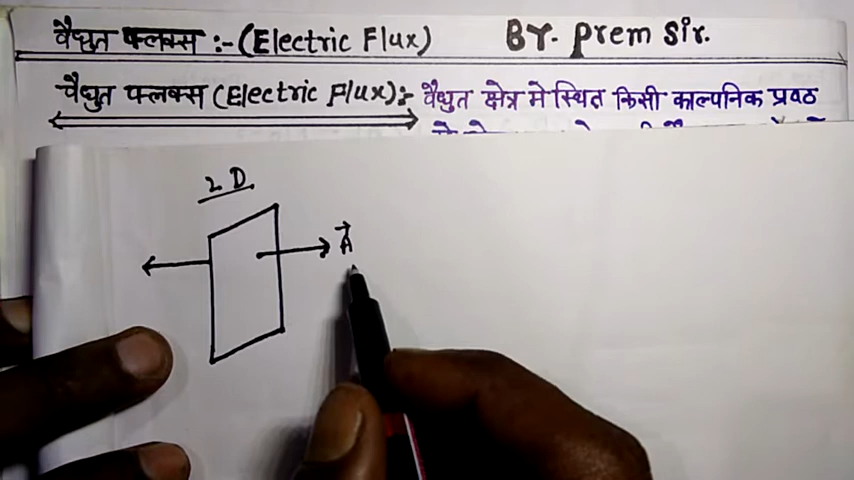 वैधुत फ्लक्स :-(Electric Flux) BY. Prem Sir.
वैधुत फ्लक्स (Electric Flux):- वैधुत क्षेत्र मे स्थित किसी काल्पनिक प्रवठ
2D
A⃗